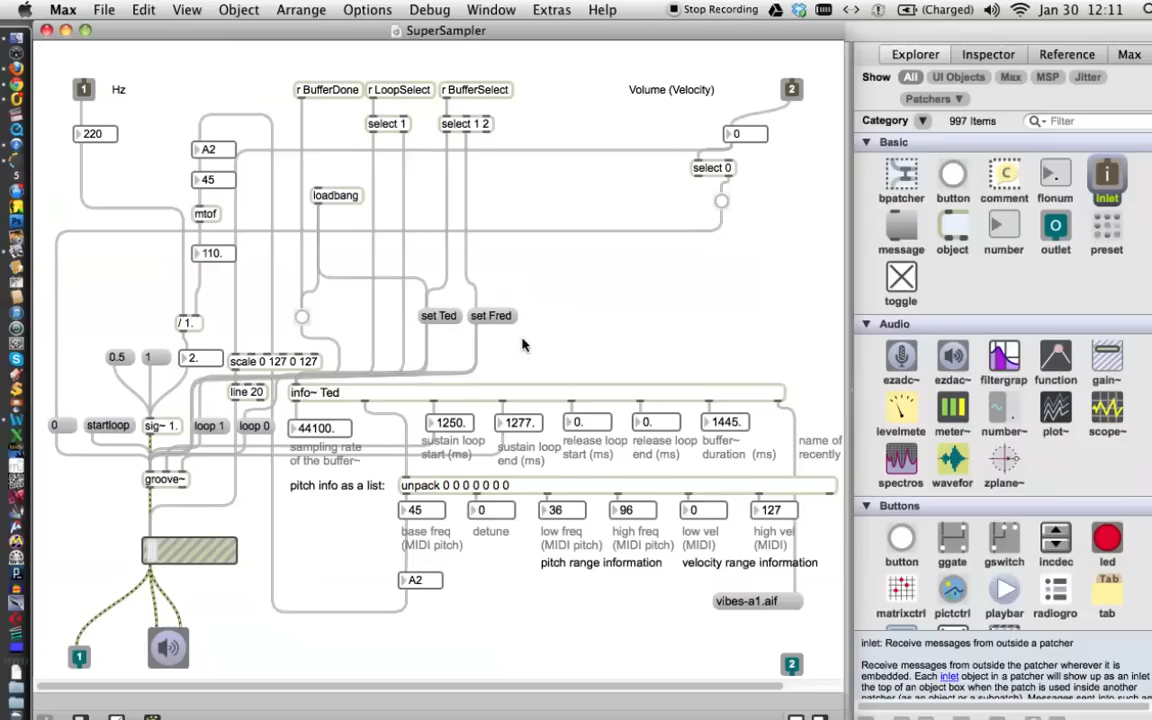 Max File Edit View Object Arrange Options Debug Window Extras Help Stop Recording (Charged) Jan 30 12:11
SuperSampler
Explorer Inspector Reference Max
Show All UI Objects Max MSP Jitter
Patchers ▼
Category ▼ 997 Items Filter
1 Hz r BufferDone r LoopSelect r BufferSelect Volume (Velocity) 2
220 select 1 select 1 2 0
A2 select 0
45 loadbang
mtof
110.
/ 1. set Ted set Fred
0.5 1 2. scale 0 127 0 127
line 20 info~ Ted
0 startloop sig~ 1. loop 1 loop 0 44100. 1250. 1277. 0. 0. 1445.
sampling rate
of the buffer~
sustain loop
start (ms)
sustain loop
end (ms)
release loop
start (ms)
release loop
end (ms)
buffer~
duration (ms)
name of
recently
groove~ pitch info as a list: unpack 0 0 0 0 0 0 0
45 0 36 96 0 127
base freq
(MIDI pitch)
detune
low freq
(MIDI pitch)
high freq
(MIDI pitch)
low vel
(MIDI)
high vel
(MIDI)
pitch range information velocity range information
A2
vibes-a1.aif
1 2
Basic
bpatcher button comment flonum inlet
message object number outlet preset
toggle
Audio
ezadc~ ezdac~ filtergrap function gain~
levelmete meter~ number~ plot~ scope~
spectros wavefor zplane~
Buttons
button ggate gswitch incdec led
matrixctrl pictctrl playbar radiogro tab
inlet: Receive messages from outside a patcher
Receive messages from outside the patcher wherever it is
embedded. Each inlet object in a patcher will show up as an inlet
the top of an object box when the patch is used inside another